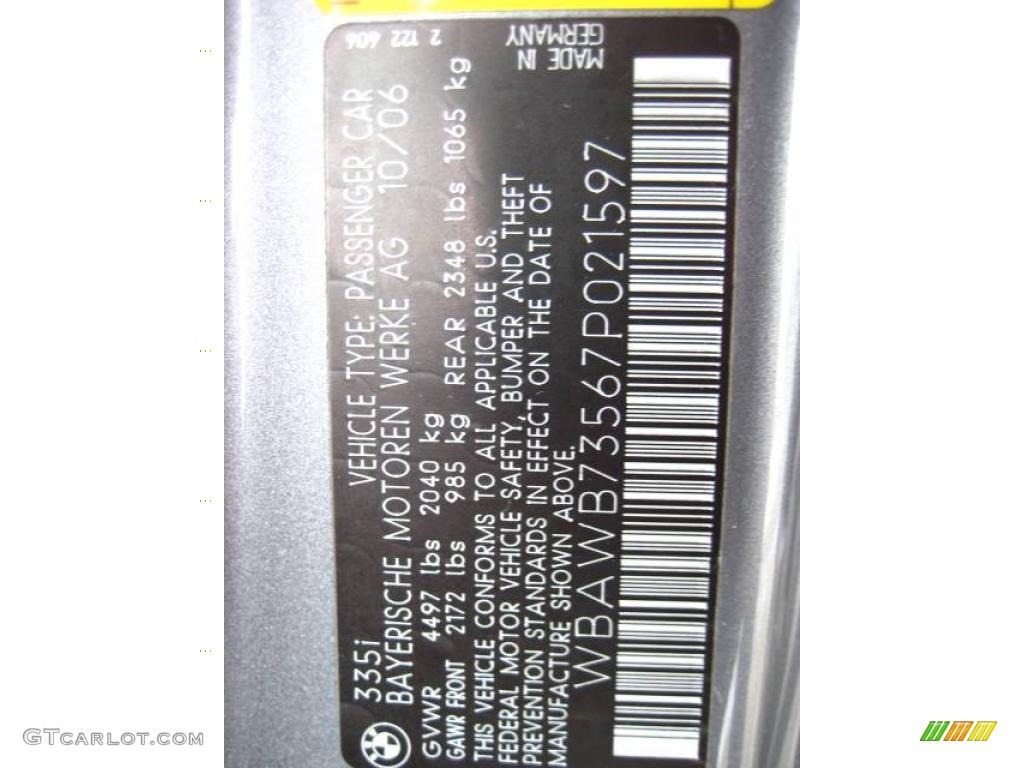 335i VEHICLE TYPE: PASSENGER CAR
BAYERISCHE MOTOREN WERKE AG 10/06
GVWR 4497 lbs 2040 kg
GAWR FRONT 2172 lbs 985 kg REAR 2348 lbs 1065 kg
THIS VEHICLE CONFORMS TO ALL APPLICABLE U.S.
FEDERAL MOTOR VEHICLE SAFETY, BUMPER AND THEFT
PREVENTION STANDARDS IN EFFECT ON THE DATE OF
MANUFACTURE SHOWN ABOVE.
WBAWB73567P021597
2 122 606
MADE IN
GERMANY
GTCARLOT.COM